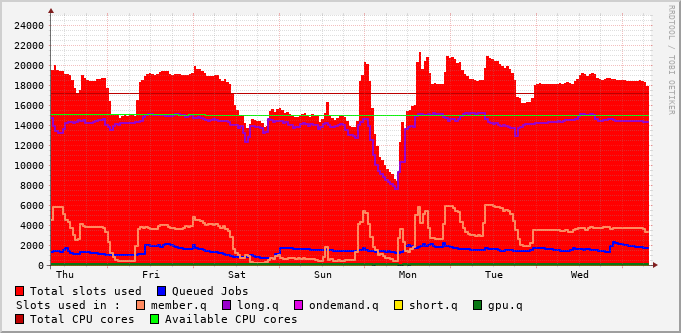 RRDTOOL / TOBI OETIKER
24000
22000
20000
18000
16000
14000
12000
10000
8000
6000
4000
2000
0
Thu Fri Sat Sun Mon Tue Wed
Total slots used Queued Jobs
Slots used in : member.q long.q ondemand.q short.q gpu.q
Total CPU cores Available CPU cores